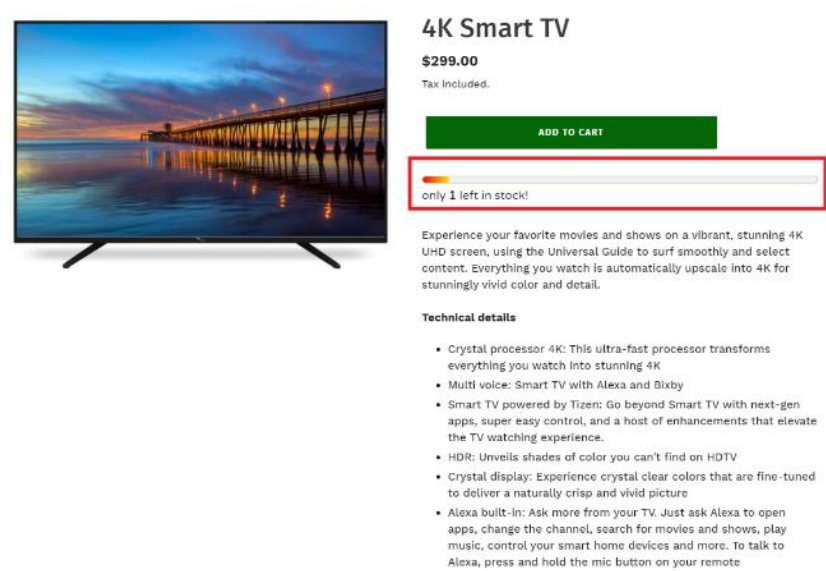 4K Smart TV
$299.00
Tax included.
ADD TO CART
only 1 left in stock!
Experience your favorite movies and shows on a vibrant, stunning 4K
UHD screen, using the Universal Guide to surf smoothly and select
content. Everything you watch is automatically upscale into 4K for
stunningly vivid color and detail.
Technical details
• Crystal processor 4K: This ultra-fast processor transforms
everything you watch into stunning 4K
• Multi voice: Smart TV with Alexa and Bixby
• Smart TV powered by Tizen: Go beyond Smart TV with next-gen
apps, super easy control, and a host of enhancements that elevate
the TV watching experience.
• HDR: Unveils shades of color you can't find on HDTV
• Crystal display: Experience crystal clear colors that are fine-tuned
to deliver a naturally crisp and vivid picture
• Alexa built-in: Ask more from your TV. Just ask Alexa to open
apps, change the channel, search for movies and shows, play
music, control your smart home devices and more. To talk to
Alexa, press and hold the mic button on your remote